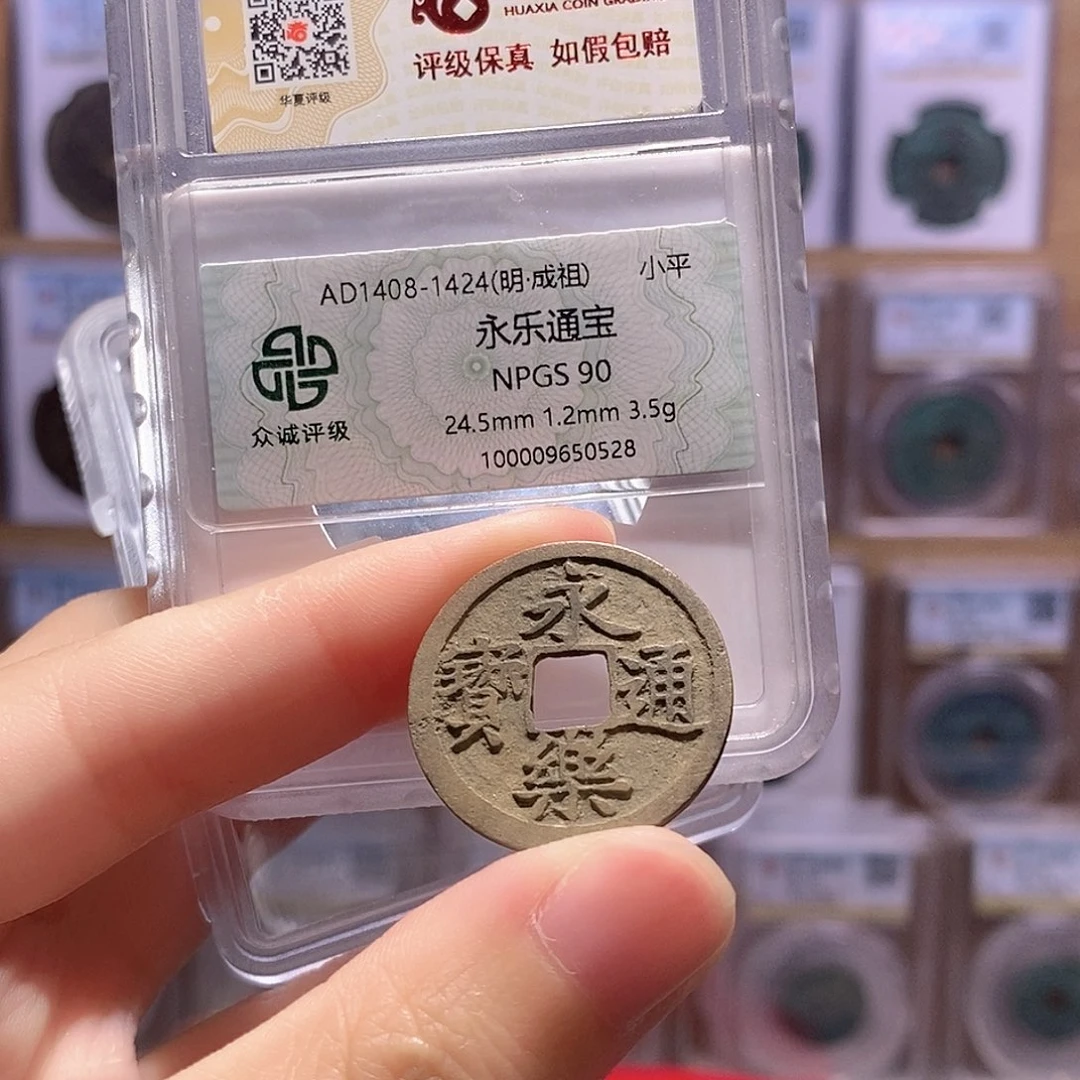 HUAXIA COIN GRADING
评级保真 如假包赔
华夏评级
AD1408-1424(明·成祖) 小平
永乐通宝
NPGS 90
24.5mm 1.2mm 3.5g
100009650528
众诚评级
永樂通寶